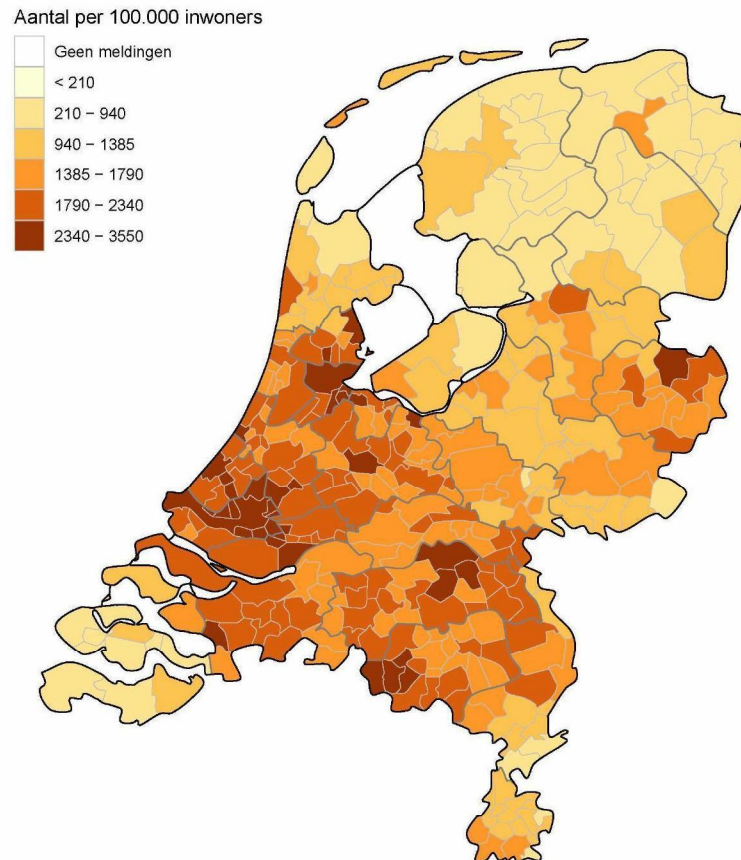 Aantal per 100.000 inwoners
Geen meldingen
< 210
210 – 940
940 – 1385
1385 – 1790
1790 – 2340
2340 – 3550